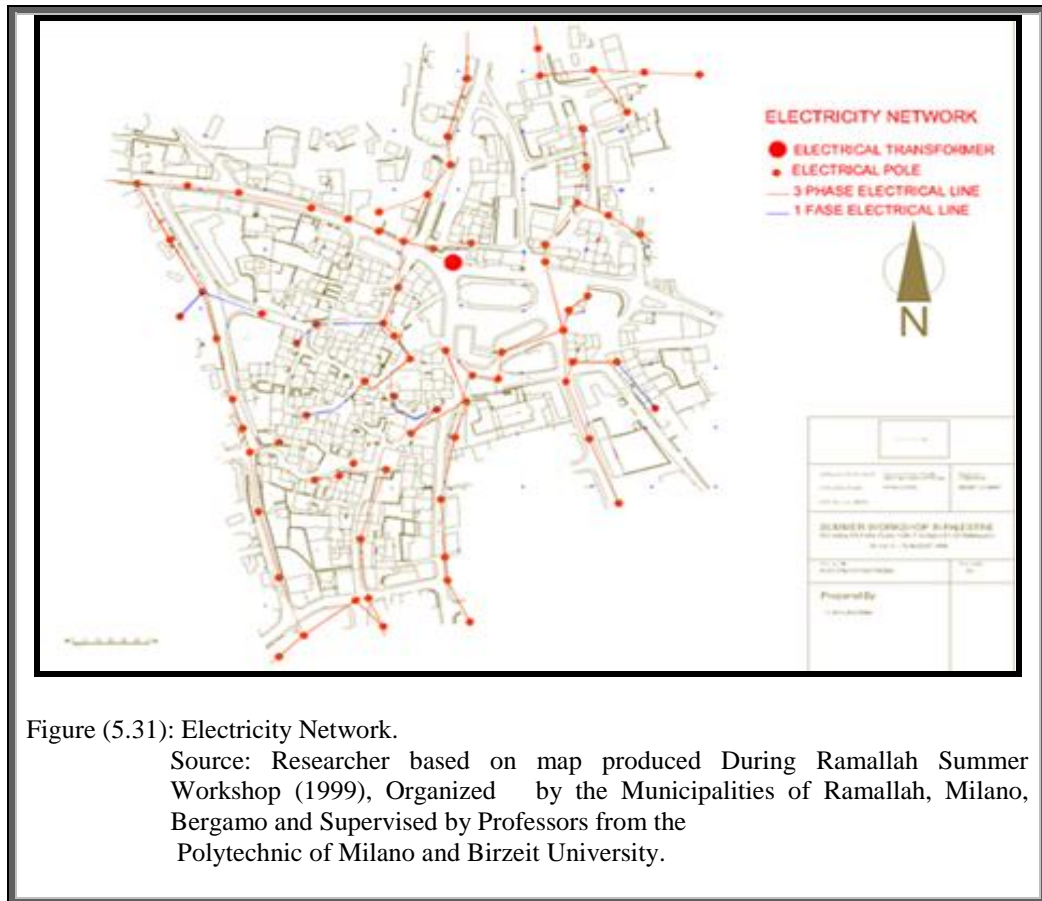 ELECTRICITY NETWORK
ELECTRICAL TRANSFORMER
ELECTRICAL POLE
3 PHASE ELECTRICAL LINE
1 FASE ELECTRICAL LINE
N
SUMMER WORKSHOP IN PALESTINE
Prepared By
Figure (5.31): Electricity Network.
Source: Researcher based on map produced During Ramallah Summer
Workshop (1999), Organized by the Municipalities of Ramallah, Milano,
Bergamo and Supervised by Professors from the
Polytechnic of Milano and Birzeit University.